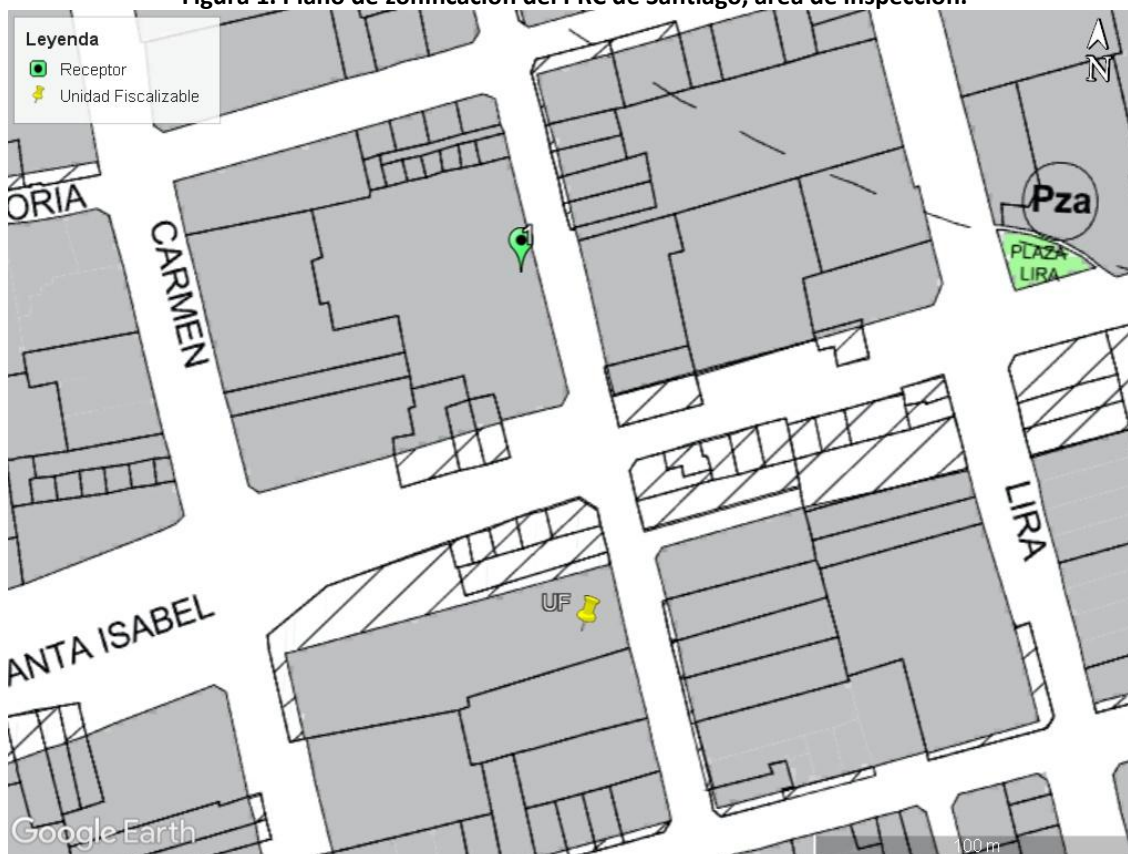 Figura 1. Plano de zonificación del PRC de Santiago, área de inspección.
Leyenda
Receptor
Unidad Fiscalizable
N
ORIA
CARMEN
1
Pza
PLAZA
LIRA
LIRA
UF
ANTA ISABEL
Google Earth
100 m